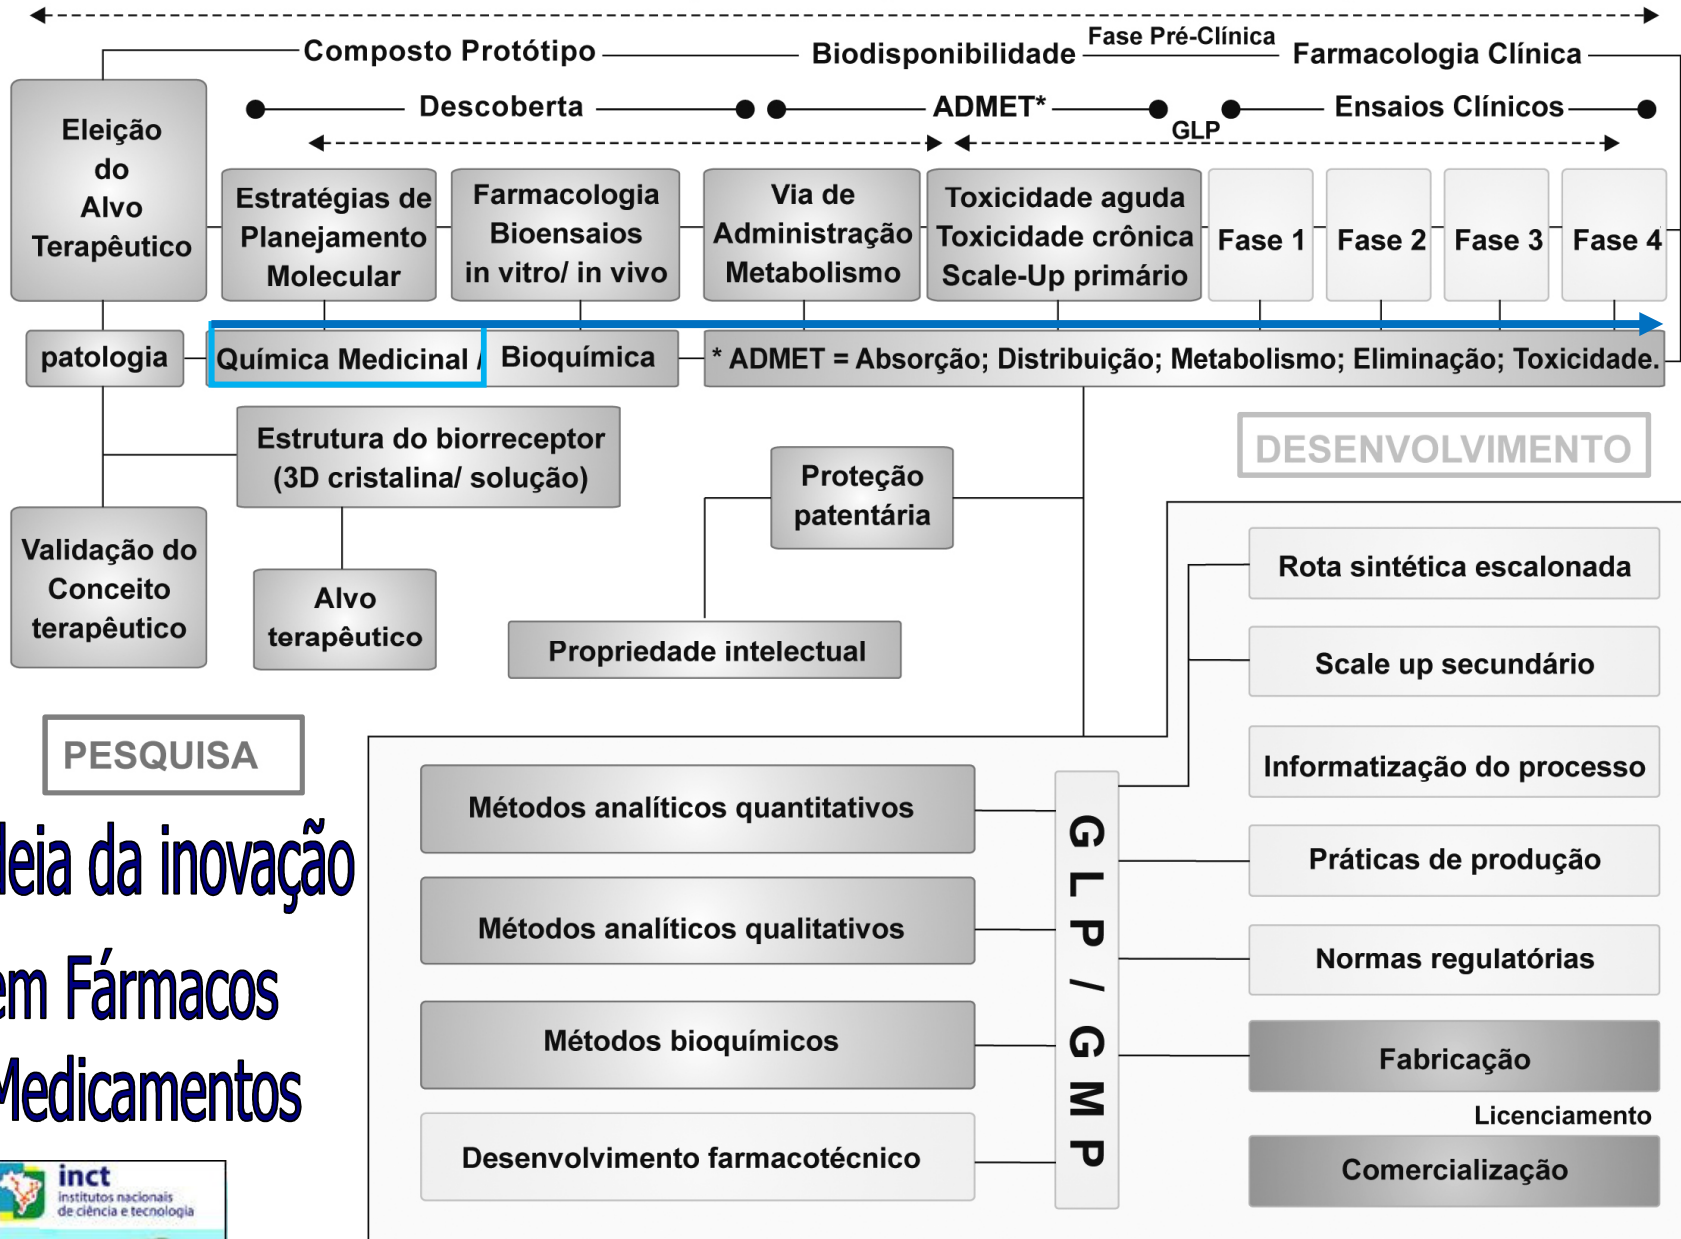 Composto Protótipo
Biodisponibilidade
Fase Pré-Clínica
Farmacologia Clínica
Descoberta
ADMET*
Ensaios Clínicos
GLP
Eleição
do
Alvo
Terapêutico
Estratégias de
Planejamento
Molecular
Farmacologia
Bioensaios
in vitro/ in vivo
Via de
Administração
Metabolismo
Toxicidade aguda
Toxicidade crônica
Scale-Up primário
Fase 1
Fase 2
Fase 3
Fase 4
patologia
Química Medicinal /
Bioquímica
* ADMET = Absorção; Distribuição; Metabolismo; Eliminação; Toxicidade.
Estrutura do biorreceptor
(3D cristalina/ solução)
Proteção
patentária
DESENVOLVIMENTO
Validação do
Conceito
terapêutico
Alvo
terapêutico
Propriedade intelectual
Rota sintética escalonada
Scale up secundário
Informatização do processo
Práticas de produção
Normas regulatórias
Fabricação
Licenciamento
Comercialização
PESQUISA
Métodos analíticos quantitativos
Métodos analíticos qualitativos
Métodos bioquímicos
Desenvolvimento farmacotécnico
GLP/GMP
deia da inovação
em Fármacos
Medicamentos
inct
institutos nacionais
de ciência e tecnologia